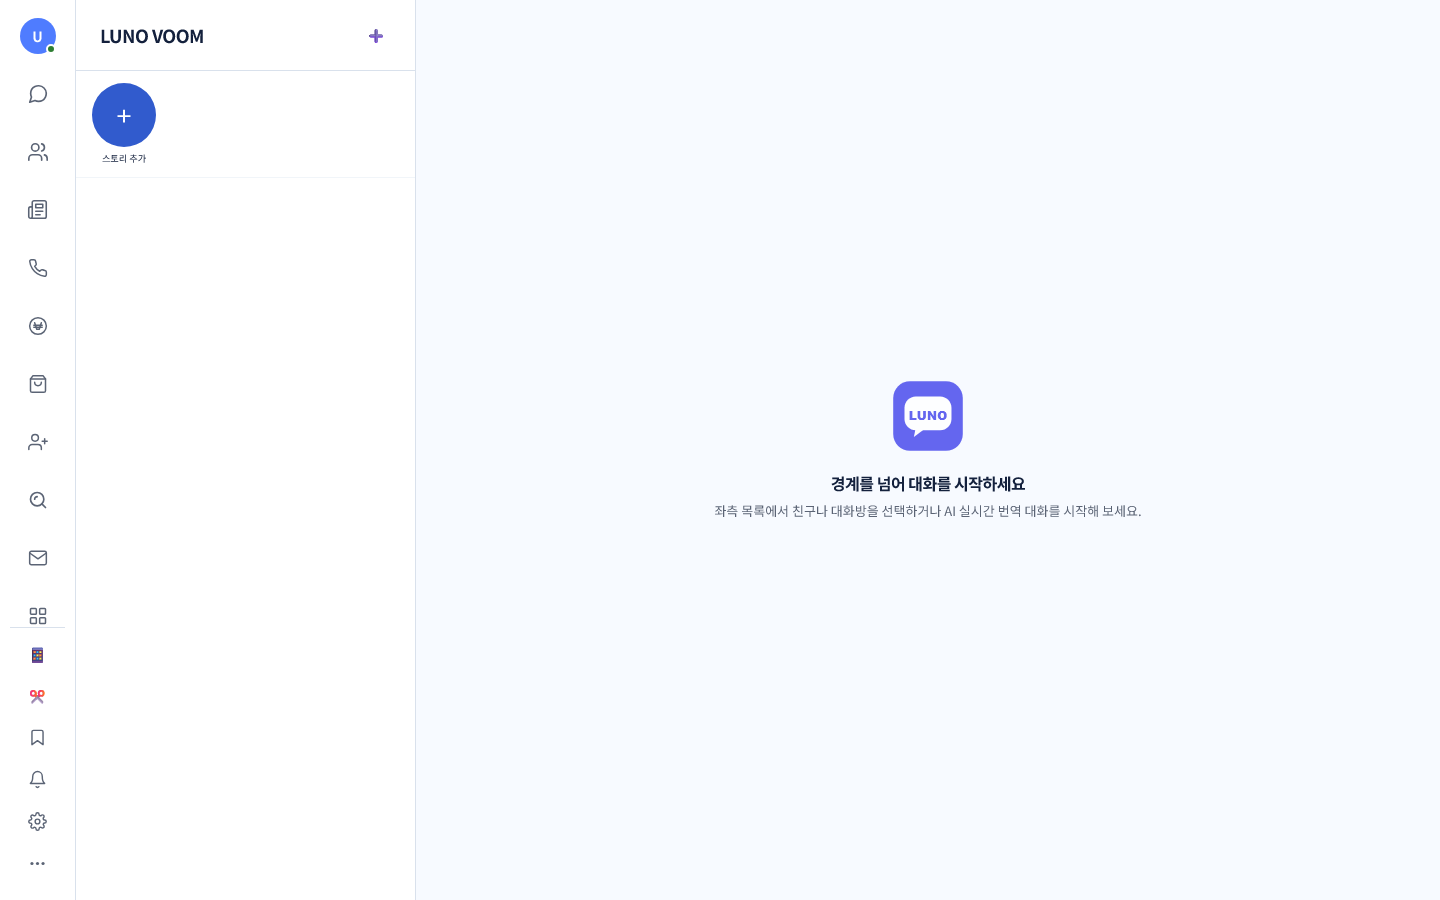 U
LUNO VOOM
스토리 추가
LUNO
경계를 넘어 대화를 시작하세요
좌측 목록에서 친구나 대화방을 선택하거나 AI 실시간 번역 대화를 시작해 보세요.